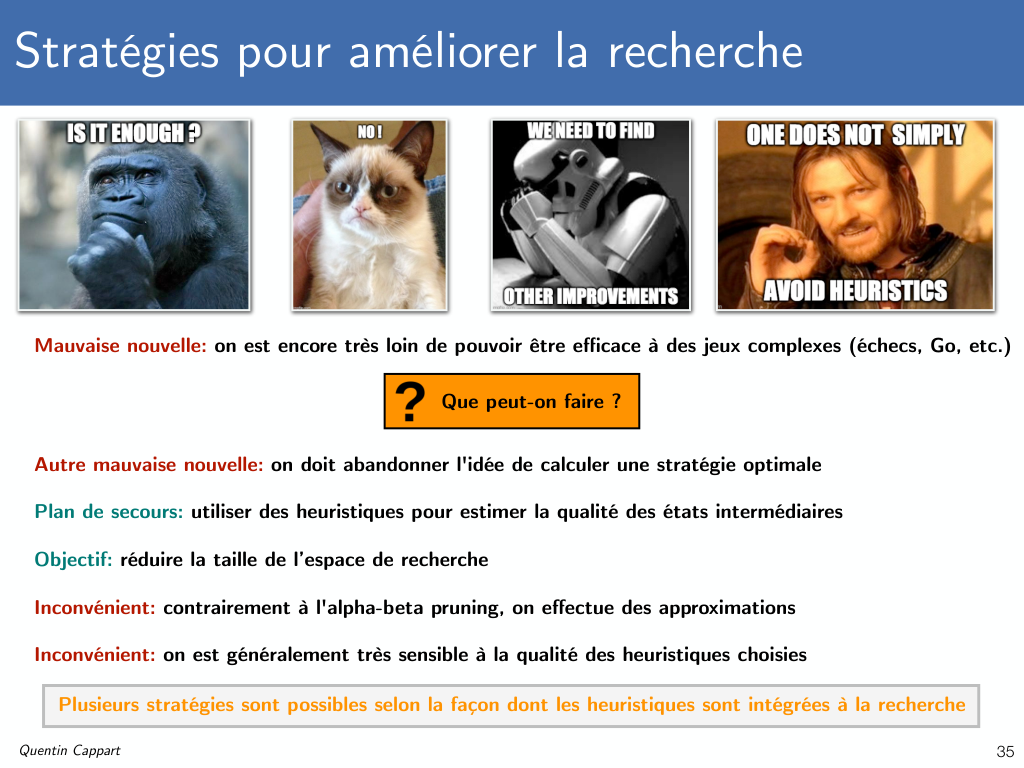 Stratégies pour améliorer la recherche
IS IT ENOUGH ?
NO !
WE NEED TO FIND
OTHER IMPROVEMENTS
ONE DOES NOT SIMPLY
AVOID HEURISTICS
Mauvaise nouvelle: on est encore très loin de pouvoir être efficace à des jeux complexes (échecs, Go, etc.)
? Que peut-on faire ?
Autre mauvaise nouvelle: on doit abandonner l'idée de calculer une stratégie optimale
Plan de secours: utiliser des heuristiques pour estimer la qualité des états intermédiaires
Objectif: réduire la taille de l'espace de recherche
Inconvénient: contrairement à l'alpha-beta pruning, on effectue des approximations
Inconvénient: on est généralement très sensible à la qualité des heuristiques choisies
Plusieurs stratégies sont possibles selon la façon dont les heuristiques sont intégrées à la recherche
Quentin Cappart
35